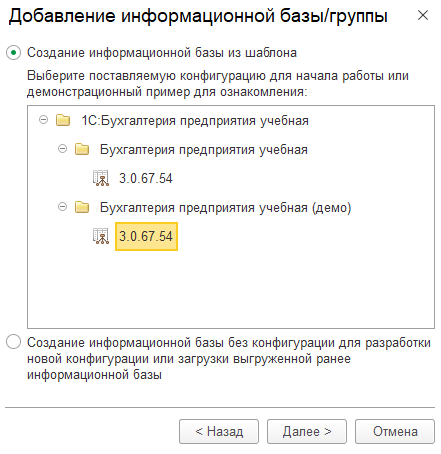 Добавление информационной базы/группы
Создание информационной базы из шаблона
Выберите поставляемую конфигурацию для начала работы или
демонстрационный пример для ознакомления:
1С:Бухгалтерия предприятия учебная
Бухгалтерия предприятия учебная
3.0.67.54
Бухгалтерия предприятия учебная (демо)
3.0.67.54
Создание информационной базы без конфигурации для разработки
новой конфигурации или загрузки выгруженной ранее
информационной базы
< Назад
Далее >
Отмена